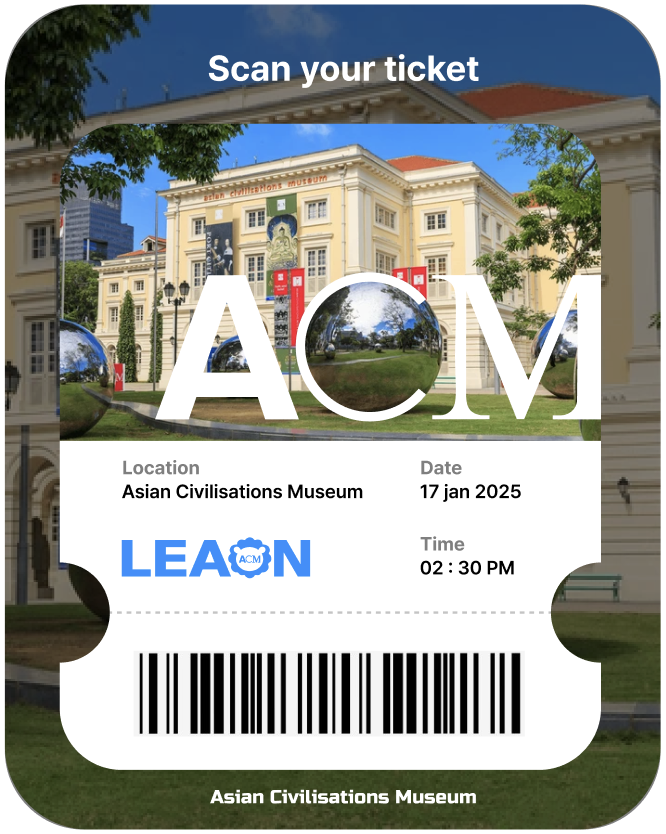 Scan your ticket
asian civilisations museum
ACM
Location
Asian Civilisations Museum
Date
17 jan 2025
LEAON
ACM
Time
02 : 30 PM
Asian Civilisations Museum